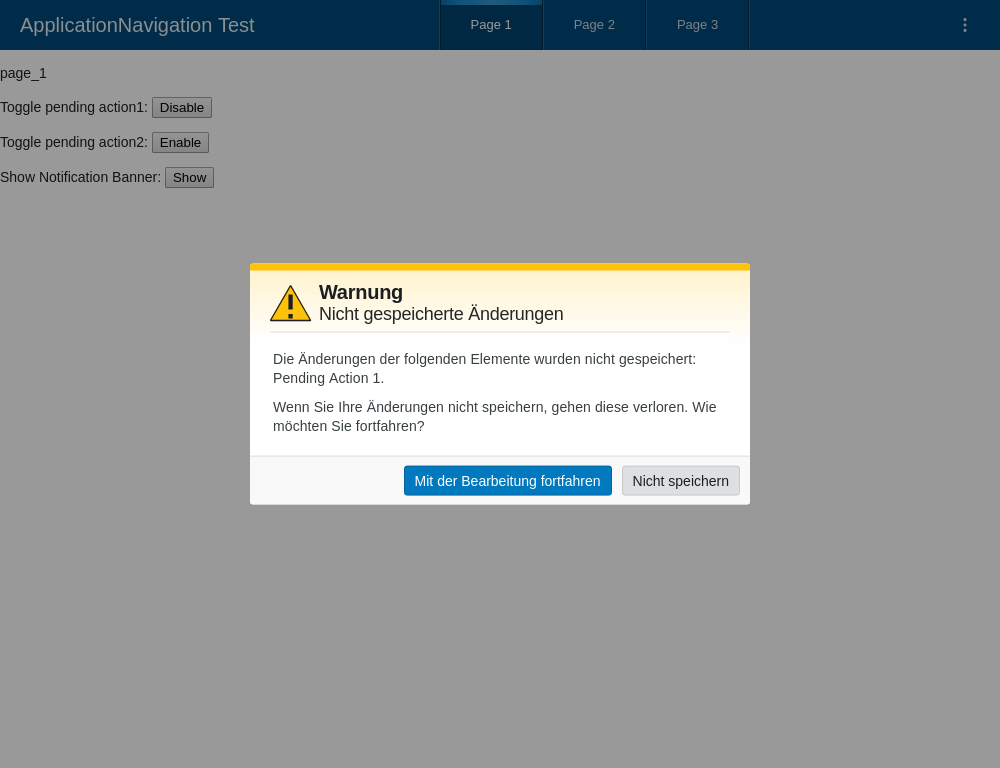 ApplicationNavigation Test
Page 1
Page 2
Page 3
page_1
Toggle pending action1: Disable
Toggle pending action2: Enable
Show Notification Banner: Show
Warnung
Nicht gespeicherte Änderungen
Die Änderungen der folgenden Elemente wurden nicht gespeichert:
Pending Action 1.
Wenn Sie Ihre Änderungen nicht speichern, gehen diese verloren. Wie
möchten Sie fortfahren?
Mit der Bearbeitung fortfahren
Nicht speichern